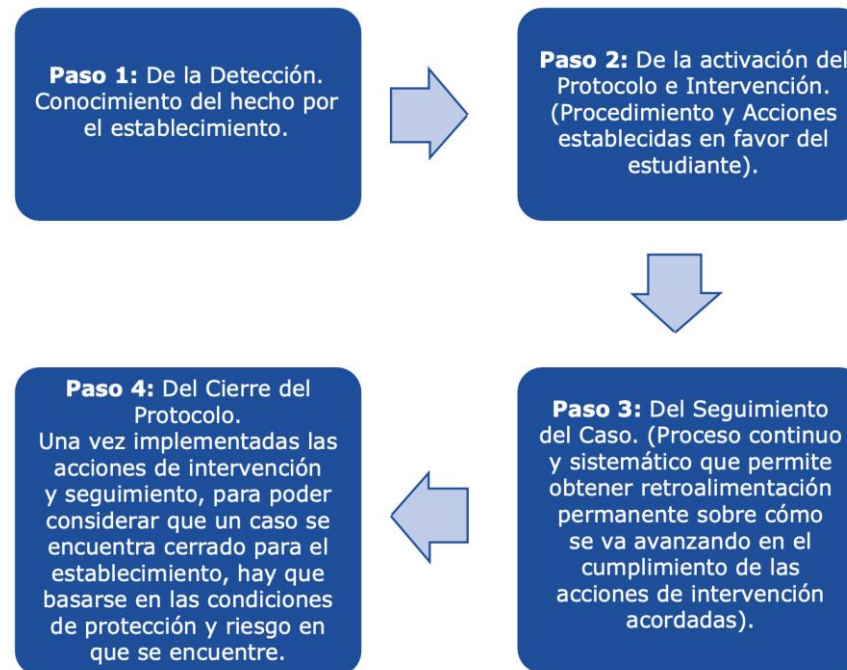 Paso 1: De la Detección.
Conocimiento del hecho por
el establecimiento.
Paso 2: De la activación del
Protocolo e Intervención.
(Procedimiento y Acciones
establecidas en favor del
estudiante).
Paso 3: Del Seguimiento
del Caso. (Proceso continuo
y sistemático que permite
obtener retroalimentación
permanente sobre cómo
se va avanzando en el
cumplimiento de las
acciones de intervención
acordadas).
Paso 4: Del Cierre del
Protocolo.
Una vez implementadas las
acciones de intervención
y seguimiento, para poder
considerar que un caso se
encuentra cerrado para el
establecimiento, hay que
basarse en las condiciones
de protección y riesgo en
que se encuentre.